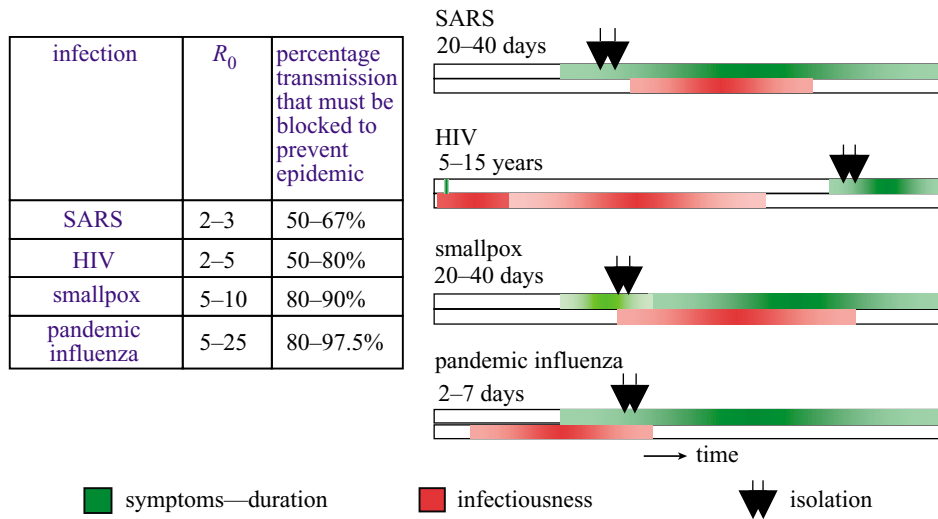 infection
R0
percentage
transmission
that must be
blocked to
prevent
epidemic
SARS
2–3
50–67%
HIV
2–5
50–80%
smallpox
5–10
80–90%
pandemic
influenza
5–25
80–97.5%
SARS
20–40 days
HIV
5–15 years
smallpox
20–40 days
pandemic influenza
2–7 days
time
symptoms—duration
infectiousness
isolation